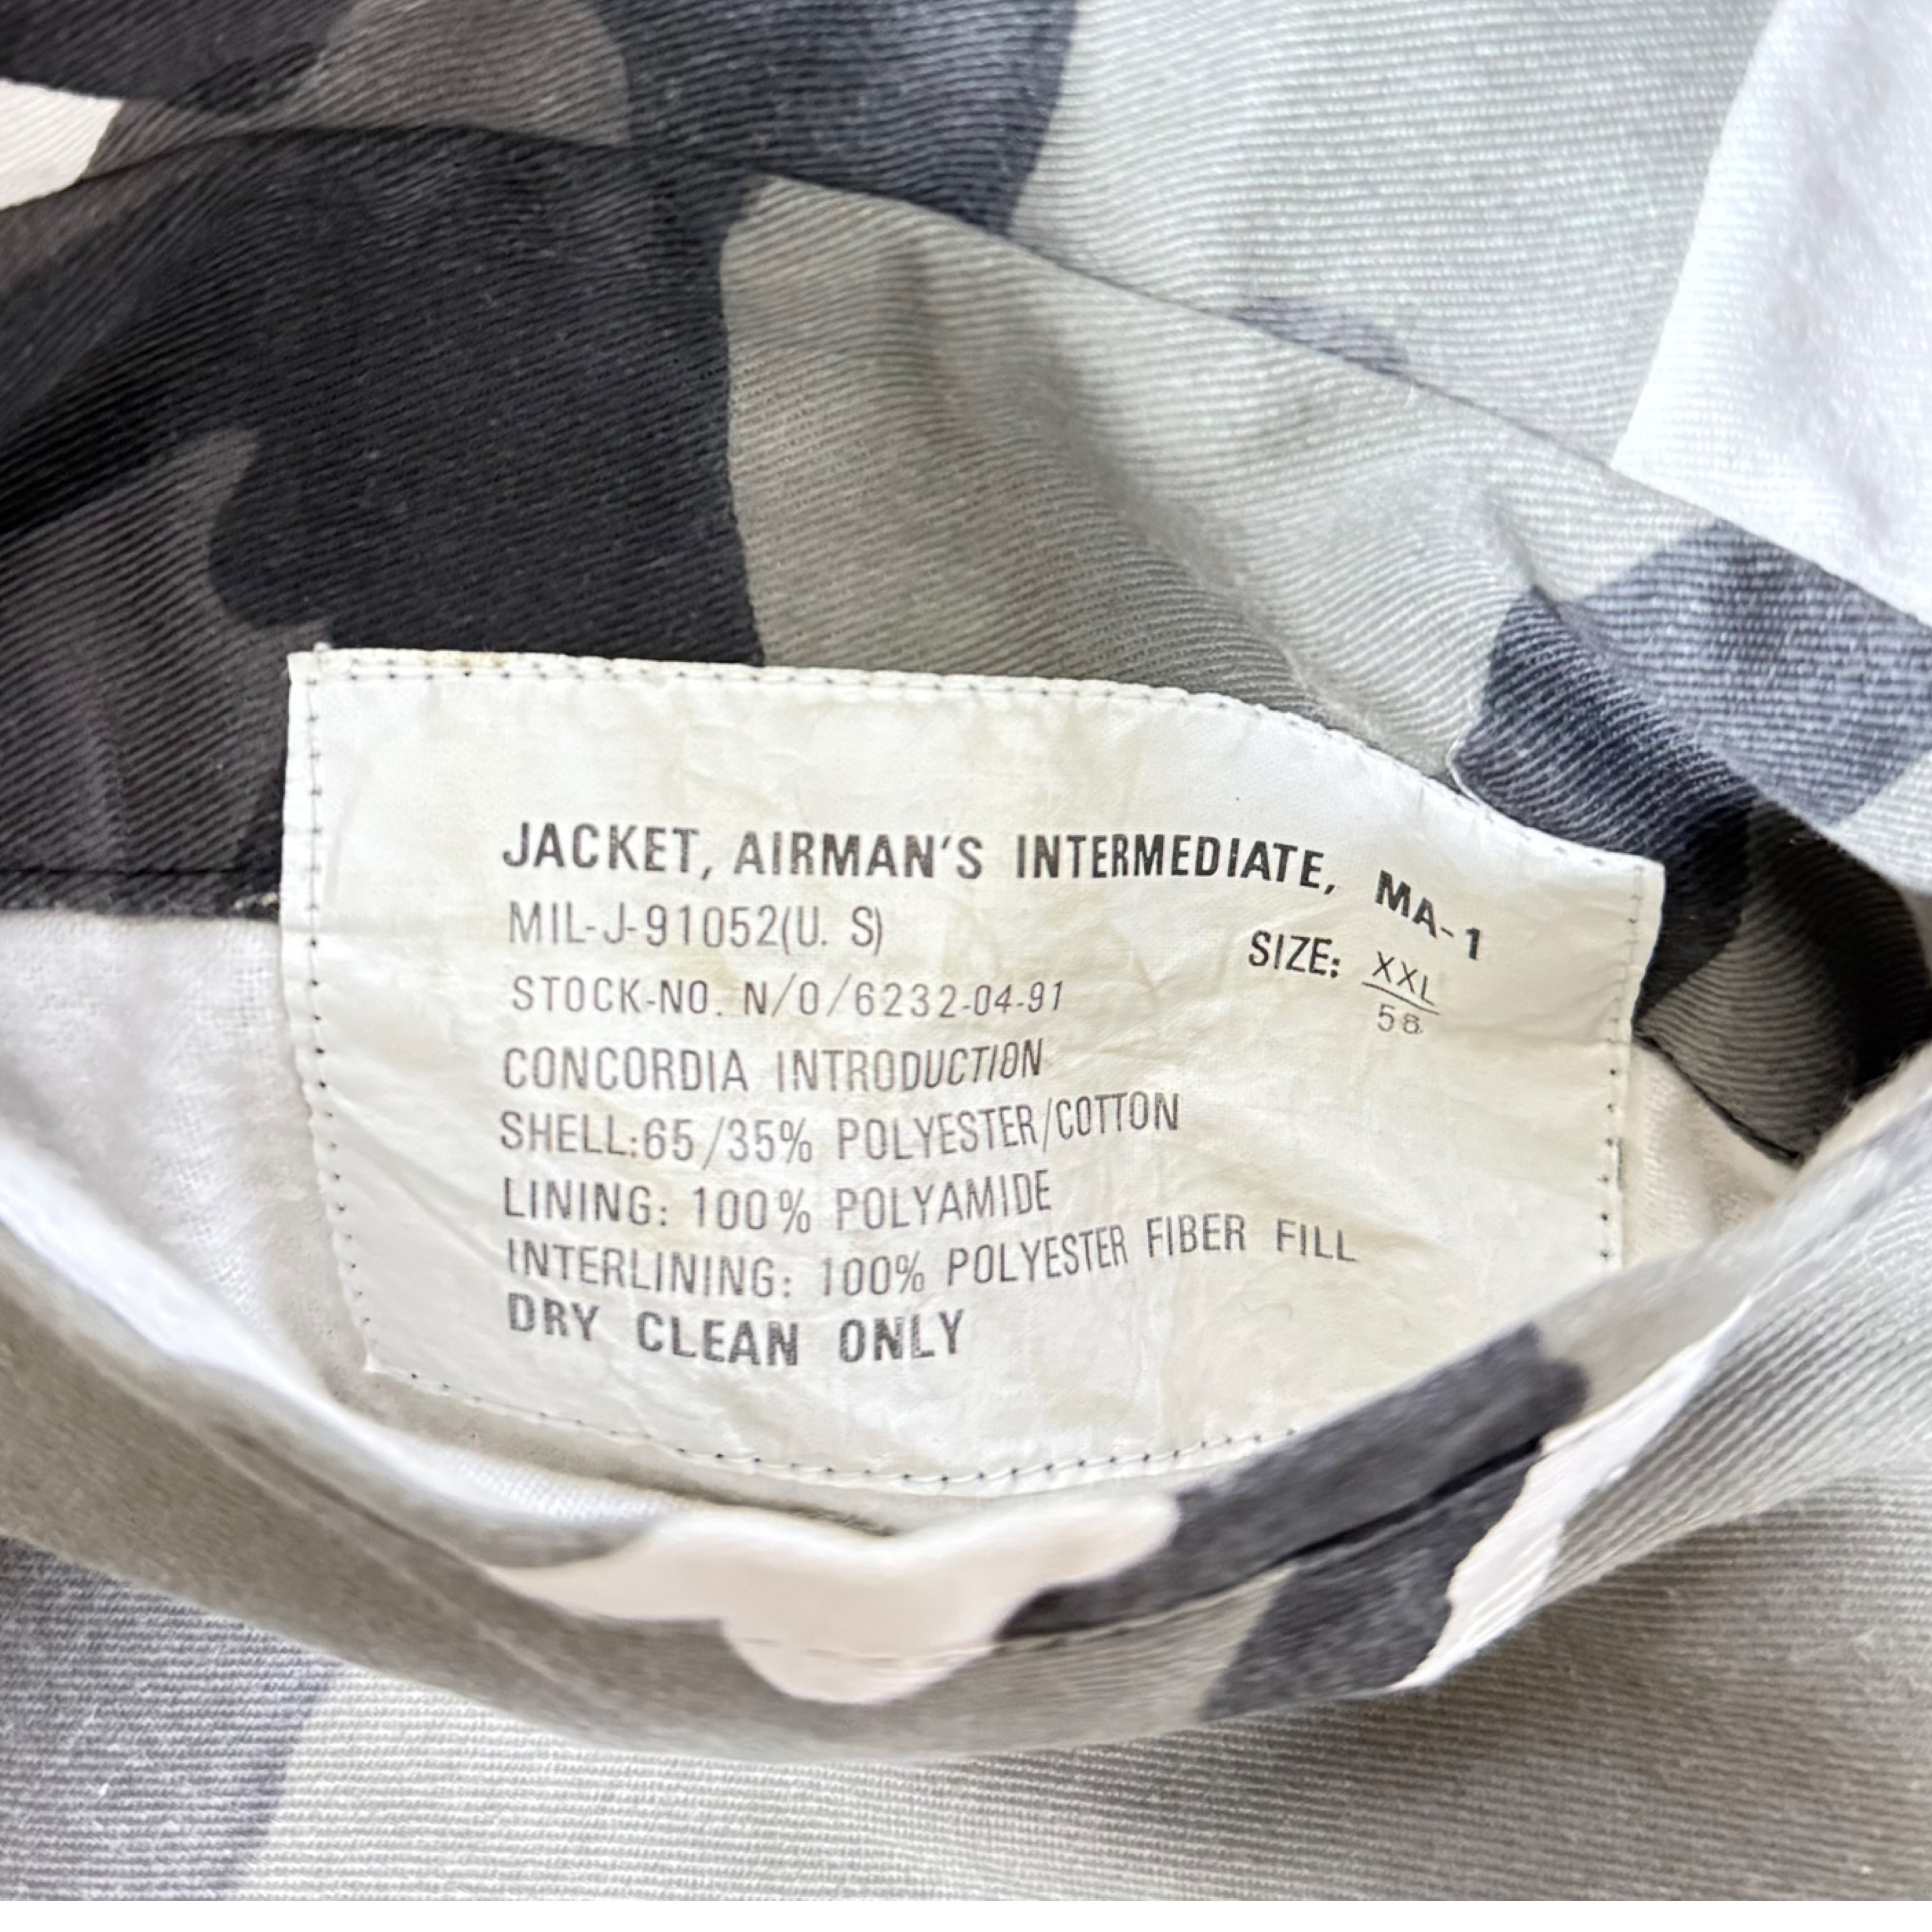 JACKET, AIRMAN'S INTERMEDIATE, MA-1
MIL-J-91052(U. S)
SIZE: XXL
58
STOCK-NO. N/O/6232-04-91
CONCORDIA INTRODUCTION
SHELL:65/35% POLYESTER/COTTON
LINING: 100% POLYAMIDE
INTERLINING: 100% POLYESTER FIBER FILL
DRY CLEAN ONLY